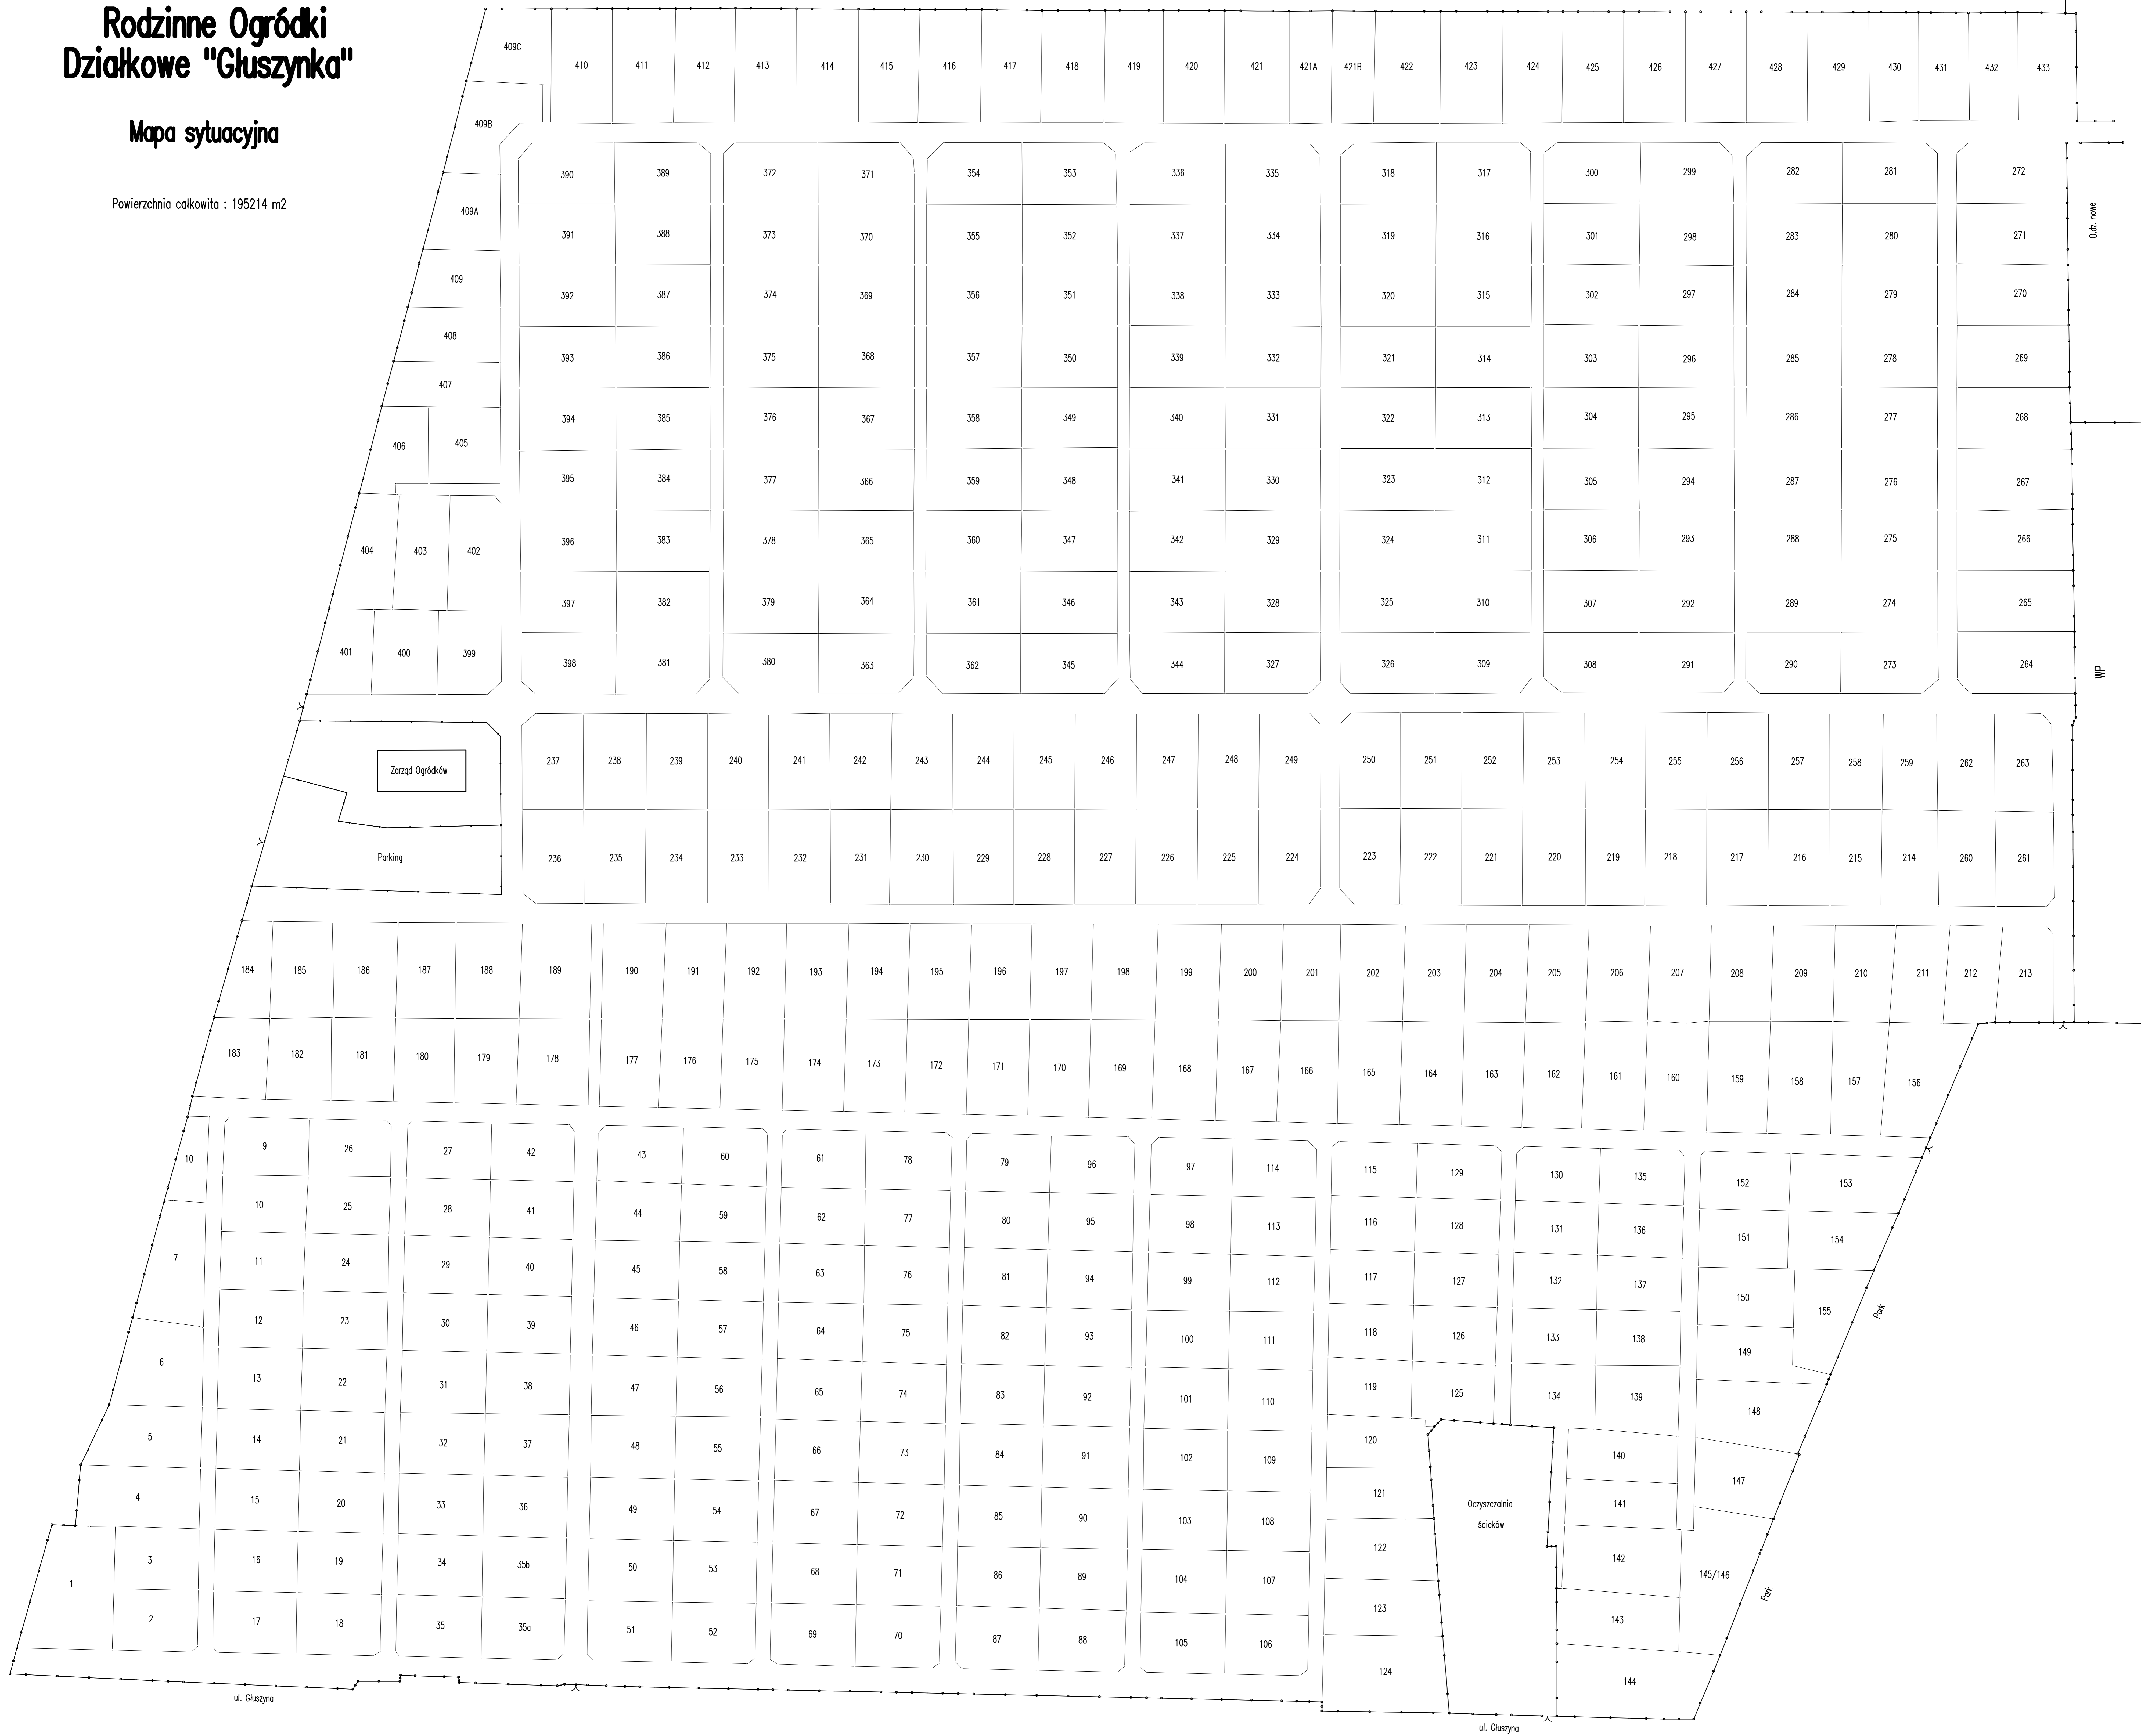 Rodzinne Ogródki
Działkowe "Głuszynka"
Mapa sytuacyjna
Powierzchnia całkowita : 195214 m2
409C 410 411 412 413 414 415 416 417 418 419 420 421 421A 421B 422 423 424 425 426 427 428 429 430 431 432 433
409B
390 389 372 371 354 353 336 335 318 317 300 299 282 281 272
409A
O.dz. nowe
391 388 373 370 355 352 337 334 319 316 301 298 283 280 271
409
392 387 374 369 356 351 338 333 320 315 302 297 284 279 270
408
393 386 375 368 357 350 339 332 321 314 303 296 285 278 269
407
394 385 376 367 358 349 340 331 322 313 304 295 286 277 268
406 405
395 384 377 366 359 348 341 330 323 312 305 294 287 276 267
404 403 402
396 383 378 365 360 347 342 329 324 311 306 293 288 275 266
397 382 379 364 361 346 343 328 325 310 307 292 289 274 265
401 400 399
398 381 380 363 362 345 344 327 326 309 308 291 290 273 264
WP
Zarząd Ogródków
237 238 239 240 241 242 243 244 245 246 247 248 249 250 251 252 253 254 255 256 257 258 259 262 263
Parking
236 235 234 233 232 231 230 229 228 227 226 225 224 223 222 221 220 219 218 217 216 215 214 260 261
184 185 186 187 188 189 190 191 192 193 194 195 196 197 198 199 200 201 202 203 204 205 206 207 208 209 210 211 212 213
183 182 181 180 179 178 177 176 175 174 173 172 171 170 169 168 167 166 165 164 163 162 161 160 159 158 157 156
10 9 26 27 42 43 60 61 78 79 96 97 114 115 129 130 135 152 153
10 25 28 41 44 59 62 77 80 95 98 113 116 128 131 136 151 154
7 11 24 29 40 45 58 63 76 81 94 99 112 117 127 132 137 150 155
Park
12 23 30 39 46 57 64 75 82 93 100 111 118 126 133 138 149
6 13 22 31 38 47 56 65 74 83 92 101 110 119 125 134 139 148
5 14 21 32 37 48 55 66 73 84 91 102 109 120 140 147
4 15 20 33 36 49 54 67 72 85 90 103 108 121 141
Oczyszczalnia
ścieków
3 16 19 34 35b 50 53 68 71 86 89 104 107 122 142 145/146
1
Park
2 17 18 35 35a 51 52 69 70 87 88 105 106 123 143
124 144
ul. Głuszyna
ul. Głuszyna